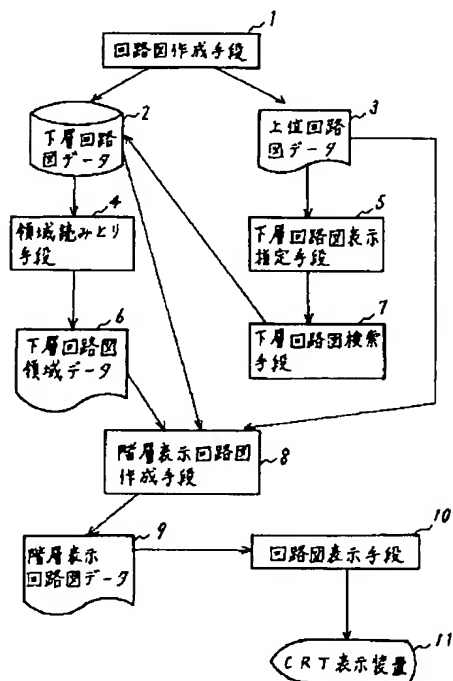 1
回路図作成手段
2
下層回路
図データ
3
上位回路
図データ
4
領域読みとり
手段
5
下層回路図表示
指定手段
6
下層回路図
領域データ
7
下層回路図検索
手段
階層表示回路図
作成手段
8
9
階層表示
回路図データ
10
回路図表示手段
11
CRT表示装置